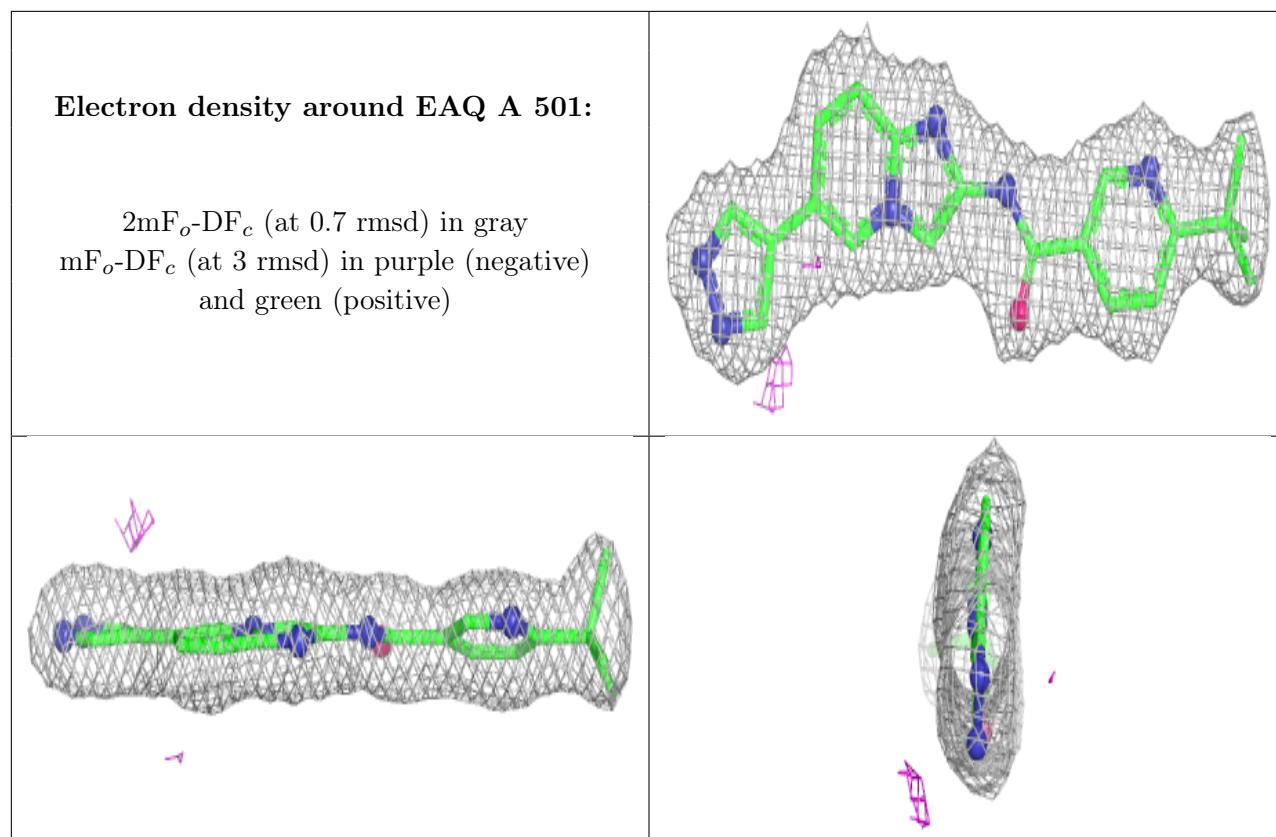 Electron density around EAQ A 501:
2mFₒ-DF𝒸 (at 0.7 rmsd) in gray
mFₒ-DF𝒸 (at 3 rmsd) in purple (negative)
and green (positive)